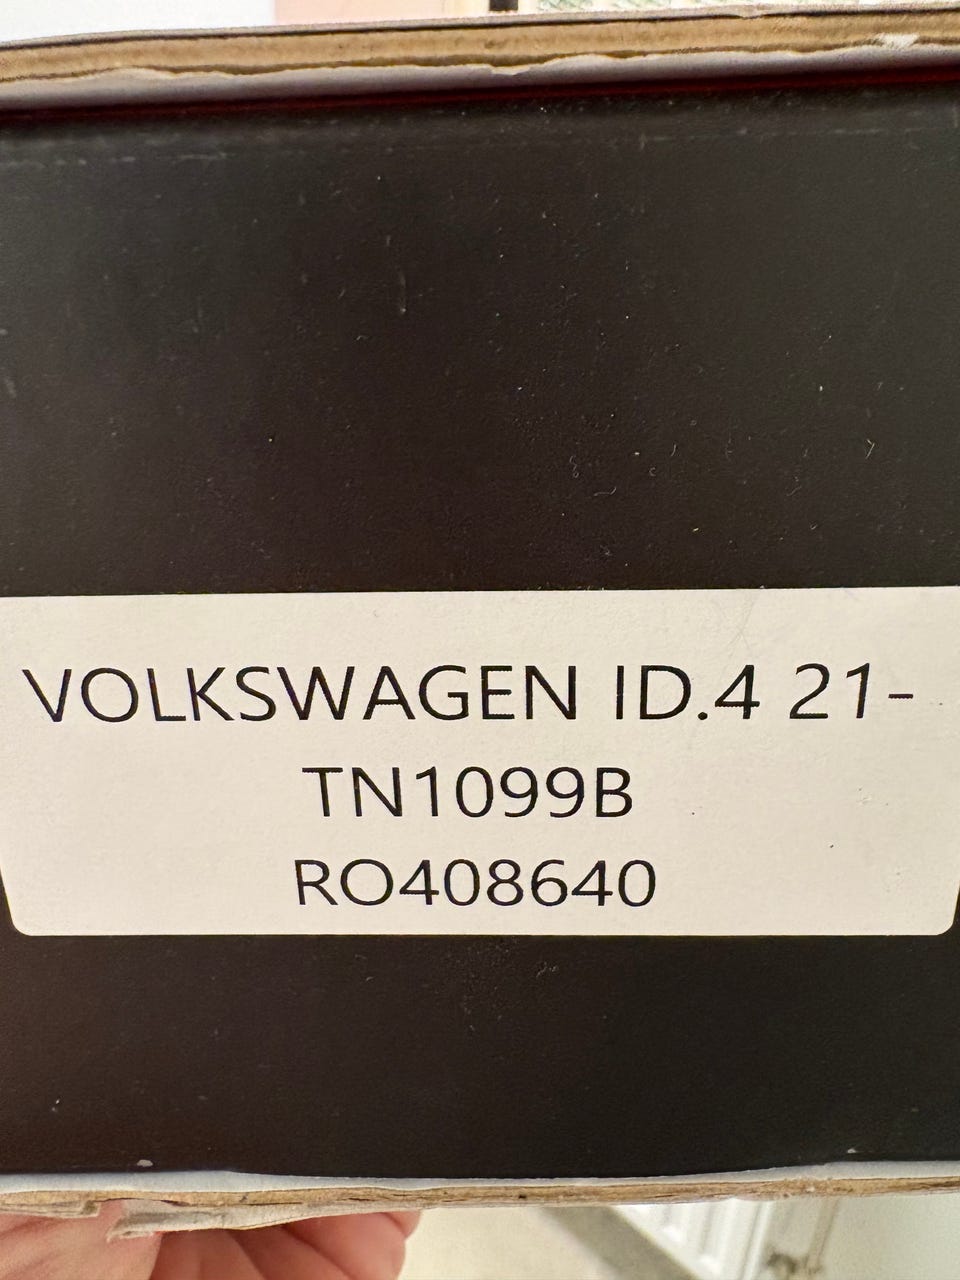 VOLKSWAGEN ID.4 21-
TN1099B
RO408640